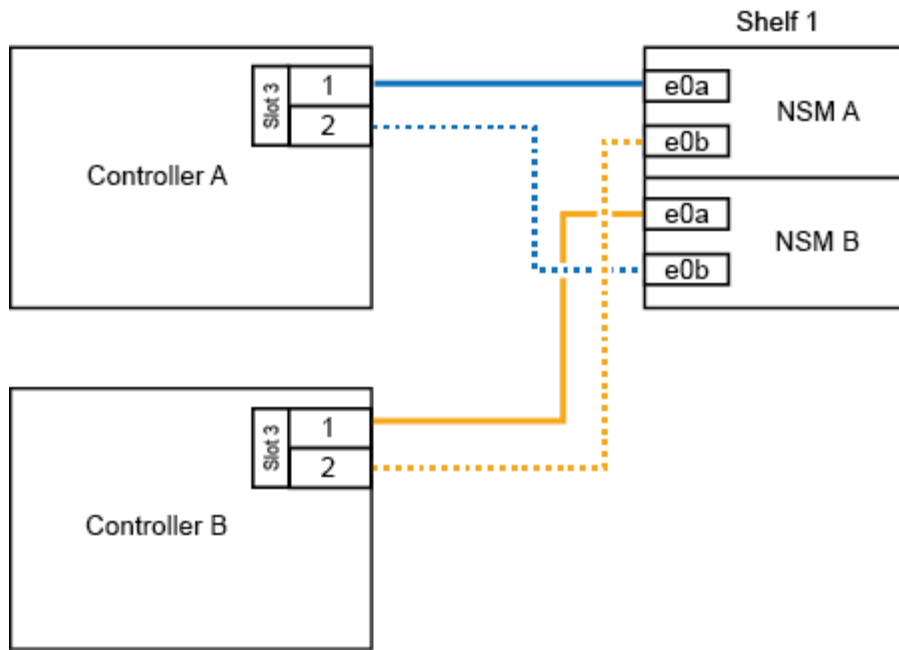 Shelf 1
Slot 3
1
2
Controller A
e0a
e0b
NSM A
e0a
e0b
NSM B
Slot 3
1
2
Controller B